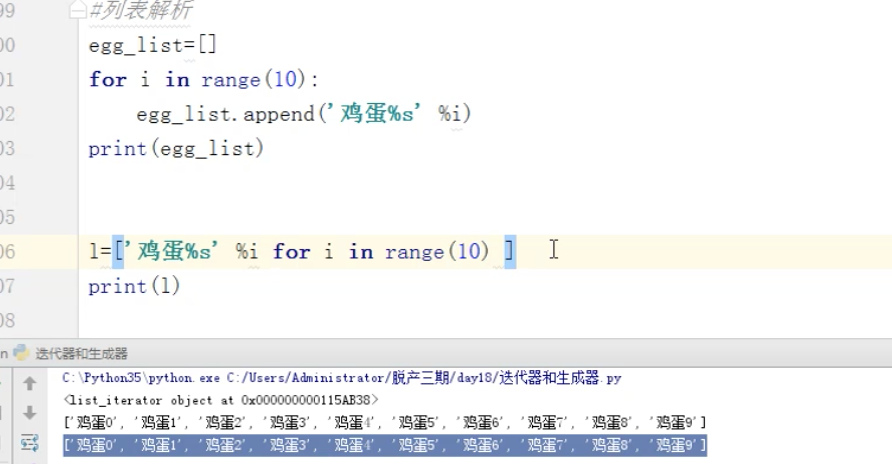 99 #列表解析
00 egg_list=[]
01 for i in range(10):
02 egg_list.append('鸡蛋%s' %i)
03 print(egg_list)
04
05
06 l=['鸡蛋%s' %i for i in range(10) ]
07 print(l)
08
n 迭代器和生成器
C:\Python35\python.exe C:/Users/Administrator/脱产三期/day18/迭代器和生成器.py
<list_iterator object at 0x000000000115AB38>
['鸡蛋0', '鸡蛋1', '鸡蛋2', '鸡蛋3', '鸡蛋4', '鸡蛋5', '鸡蛋6', '鸡蛋7', '鸡蛋8', '鸡蛋9']
['鸡蛋0', '鸡蛋1', '鸡蛋2', '鸡蛋3', '鸡蛋4', '鸡蛋5', '鸡蛋6', '鸡蛋7', '鸡蛋8', '鸡蛋9']